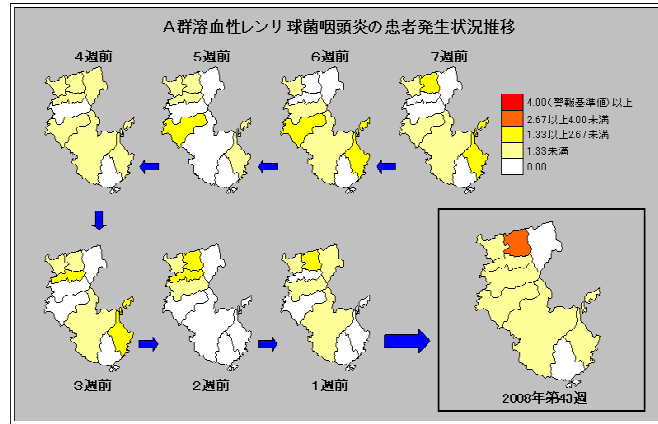 A群溶血性レンサ球菌咽頭炎の患者発生状況推移
4週前
5週前
6週前
7週前
4.00(警報基準値)以上
2.67以上4.00未満
1.33以上2.67未満
1.33未満
0.00
3週前
2週前
1週前
2008年第43週